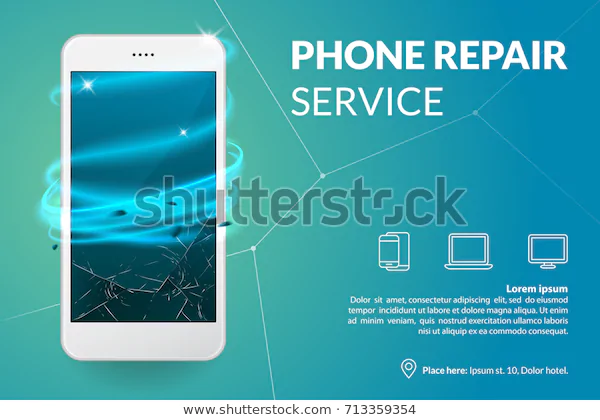 PHONE REPAIR
SERVICE
shutterstock
Lorem ipsum
Dolor sit amet, consectetur adipiscing elit, sed do
eiusmod tempor incididunt ut labore et dolore magna
aliqua. Ut enim ad minim veniam, quis nostrud
exercitation ullamco laboris nisi ut aliquip ex ea
commodo consequat.
Place here: Ipsum st. 10, Dolor hotel.
www.shutterstock.com · 713359354